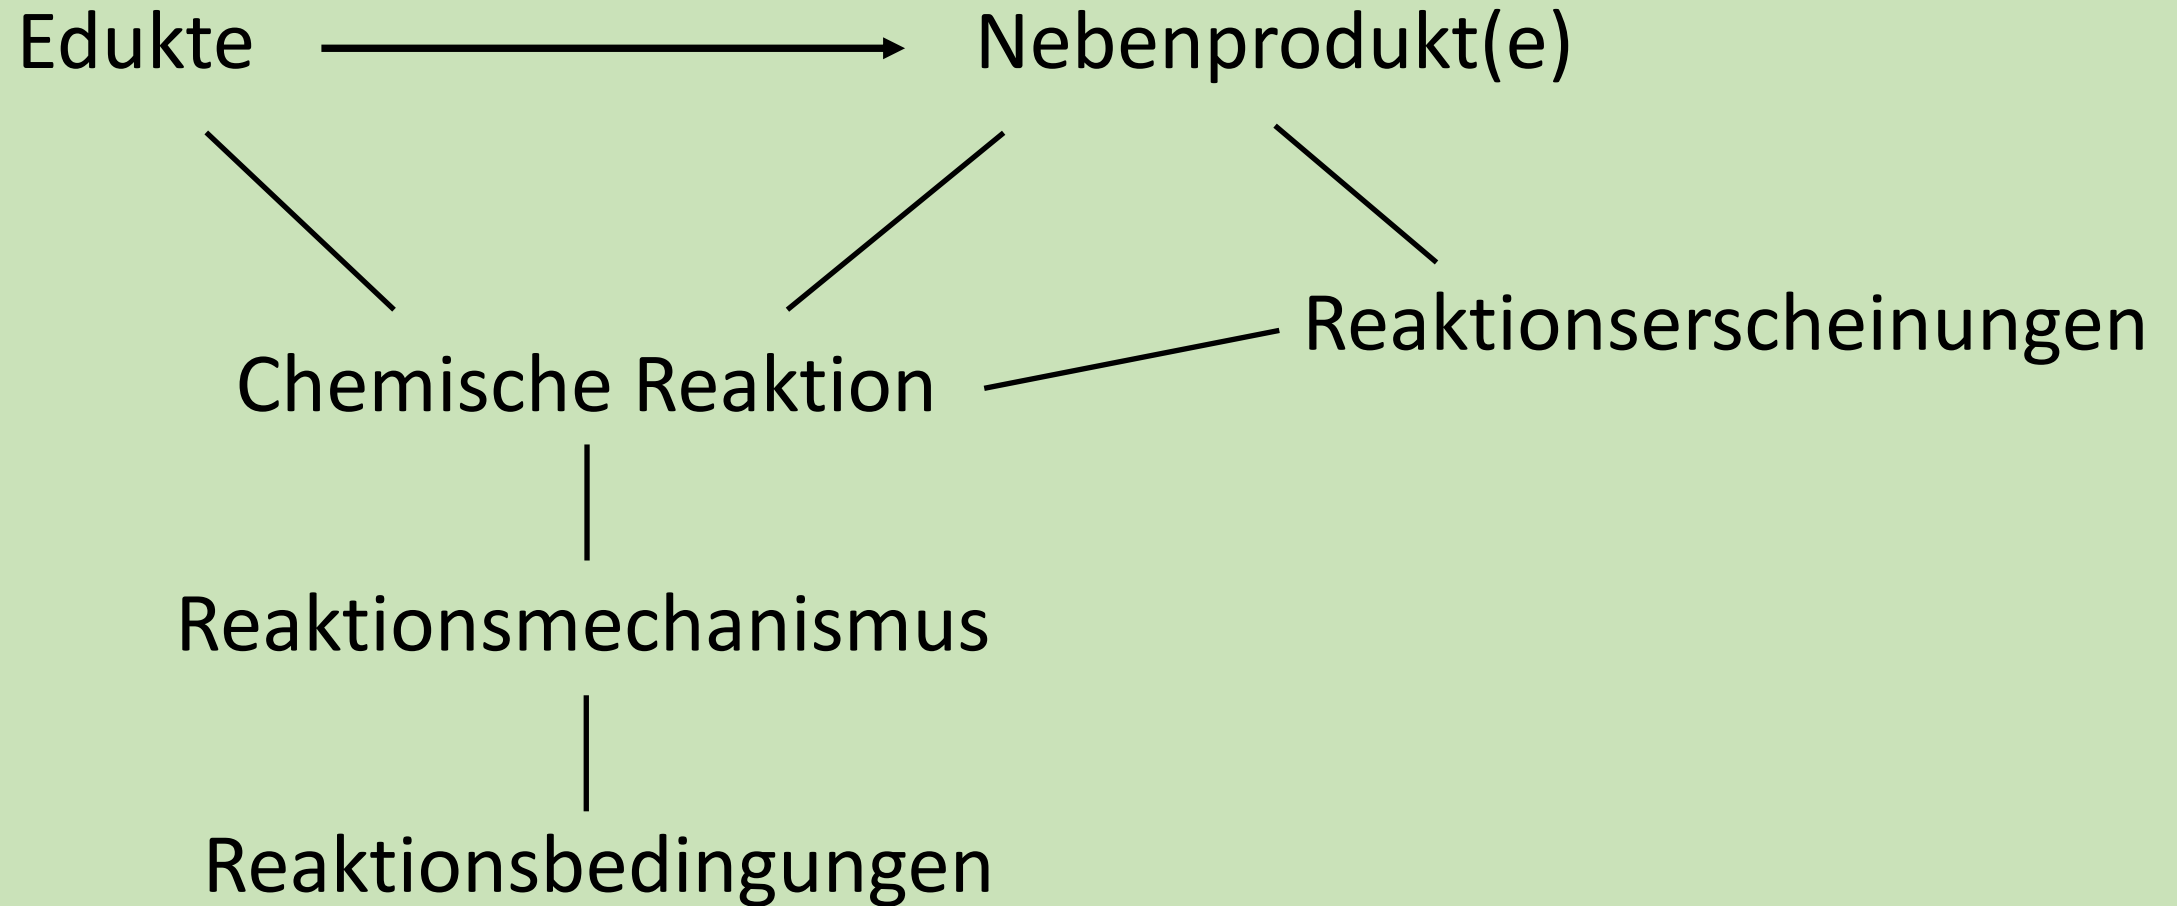 Edukte
Nebenprodukt(e)
Reaktionserscheinungen
Chemische Reaktion
Reaktionsmechanismus
Reaktionsbedingungen